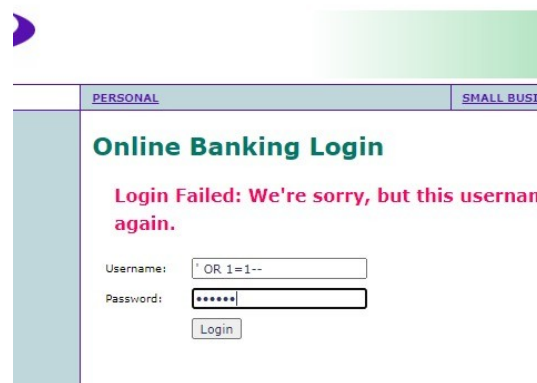 PERSONAL
SMALL BUSI
Online Banking Login
Login Failed: We're sorry, but this usernam
again.
Username: ' OR 1=1--
Password: ••••••
Login